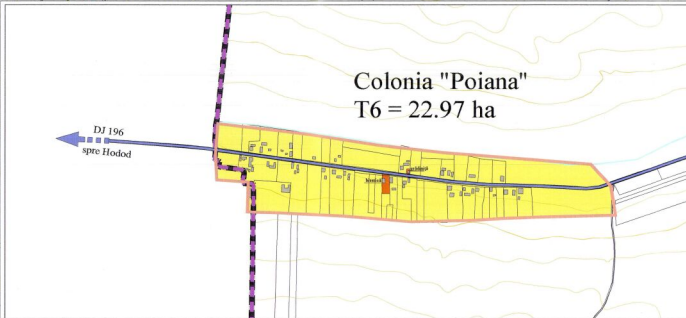 Colonia "Poiana"
T6 = 22.97 ha
DJ 196
spre Hodod